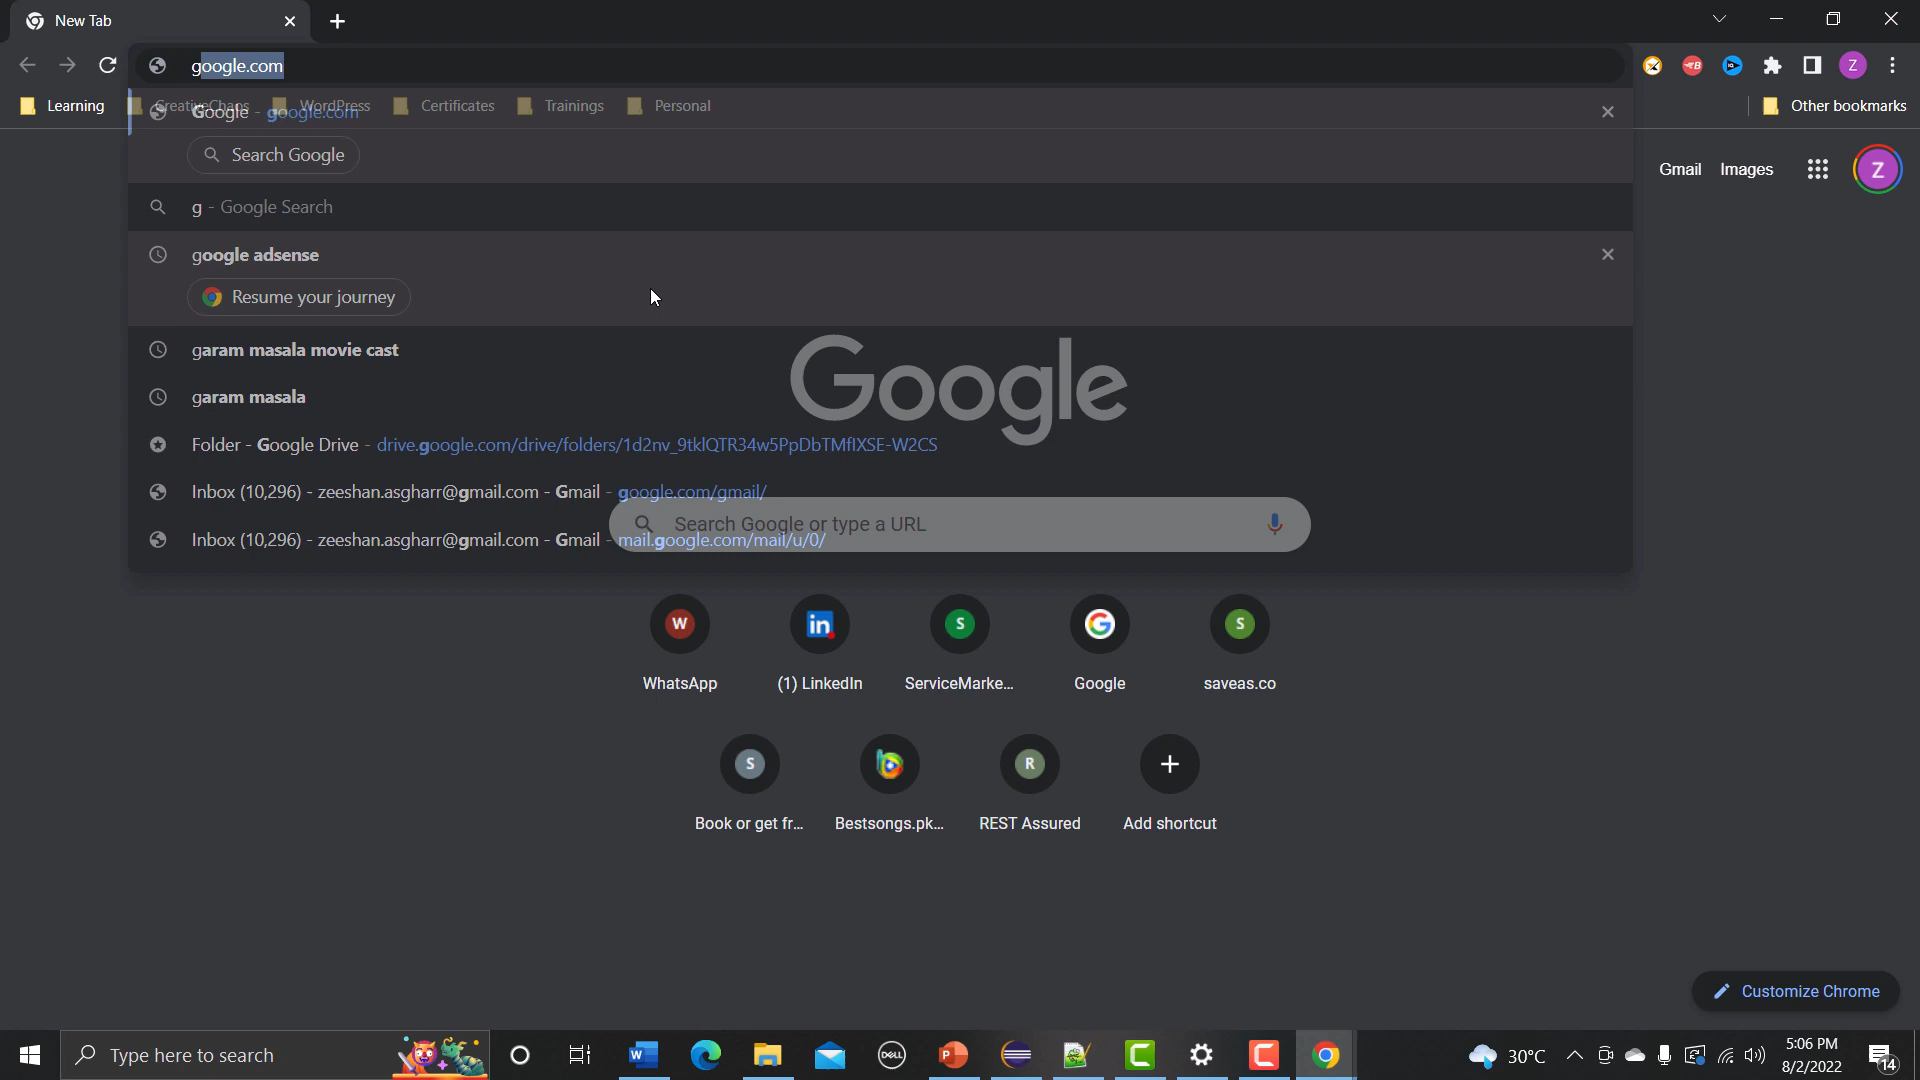 New Tab
google.com
Learning
CreativeChaps
WordPress
Certificates
Trainings
Personal
Other bookmarks
Google - google.com
Search Google
Gmail Images
Z
g - Google Search
google adsense
Resume your journey
garam masala movie cast
garam masala
Google
Folder - Google Drive - drive.google.com/drive/folders/1d2nv_9tklQTR34w5PpDbTMflXSE-W2CS
Inbox (10,296) - zeeshan.asgharr@gmail.com - Gmail - google.com/gmail/
Search Google or type a URL
Inbox (10,296) - zeeshan.asgharr@gmail.com - Gmail - mail.google.com/mail/u/0/
WhatsApp
(1) LinkedIn
ServiceMarke...
Google
saveas.co
Book or get fr...
Bestsongs.pk...
REST Assured
Add shortcut
Customize Chrome
Type here to search
30°C
5:06 PM
8/2/2022
14